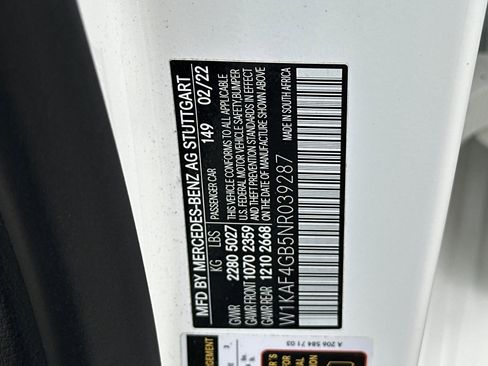 MFD BY MERCEDES-BENZ AG STUTTGART
PASSENGER CAR 149 02/22
KG LBS
GVWR 2280 5027
GAWR FRONT 1070 2359
GAWR REAR 1210 2668
THIS VEHICLE CONFORMS TO ALL APPLICABLE
U.S. FEDERAL MOTOR VEHICLE SAFETY, BUMPER
AND THEFT PREVENTION STANDARDS IN EFFECT
ON THE DATE OF MANUFACTURE SHOWN ABOVE
W1KAF4GB5NR039287
MADE IN SOUTH AFRICA
A 206 584 71 03